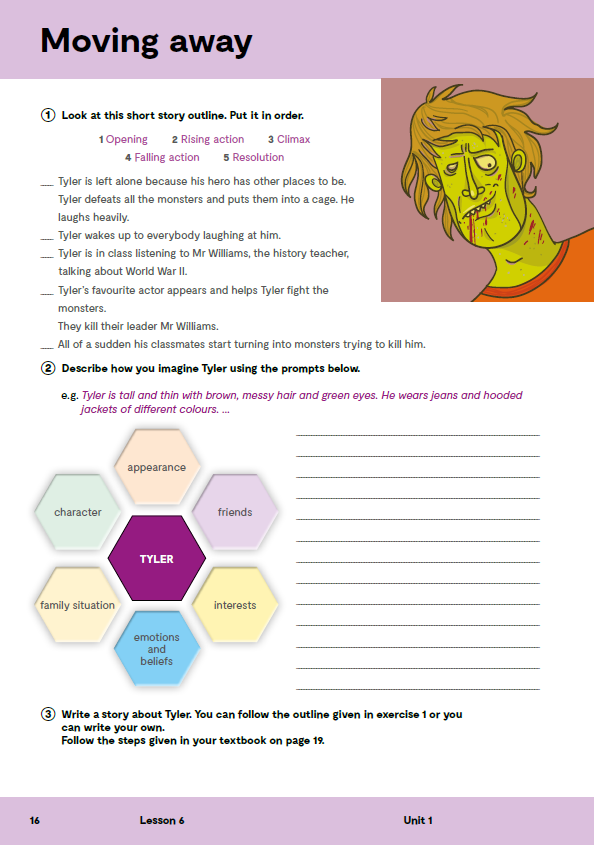 Moving away
1 Look at this short story outline. Put it in order.
1 Opening 2 Rising action 3 Climax
4 Falling action 5 Resolution
___ Tyler is left alone because his hero has other places to be.
Tyler defeats all the monsters and puts them into a cage. He
laughs heavily.
___ Tyler wakes up to everybody laughing at him.
___ Tyler is in class listening to Mr Williams, the history teacher,
talking about World War II.
___ Tyler's favourite actor appears and helps Tyler fight the
monsters.
They kill their leader Mr Williams.
___ All of a sudden his classmates start turning into monsters trying to kill him.
2 Describe how you imagine Tyler using the prompts below.
e.g. Tyler is tall and thin with brown, messy hair and green eyes. He wears jeans and hooded
jackets of different colours. ...
appearance
character
friends
TYLER
family situation
interests
emotions
and
beliefs
3 Write a story about Tyler. You can follow the outline given in exercise 1 or you
can write your own.
Follow the steps given in your textbook on page 19.
16 Lesson 6 Unit 1